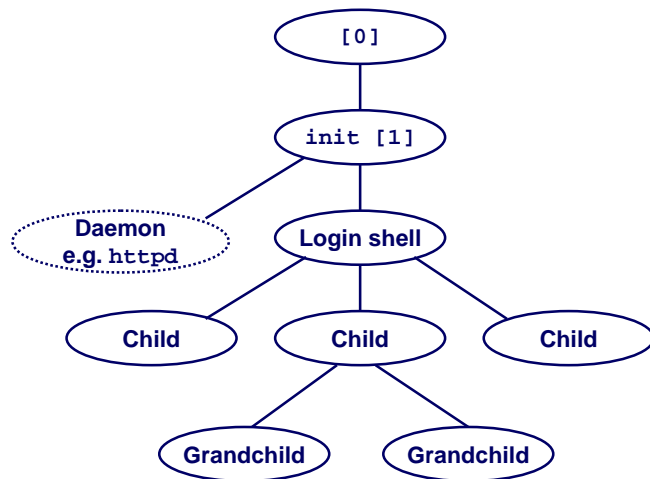 [0]
init [1]
Daemon
e.g. httpd
Login shell
Child
Child
Child
Grandchild
Grandchild